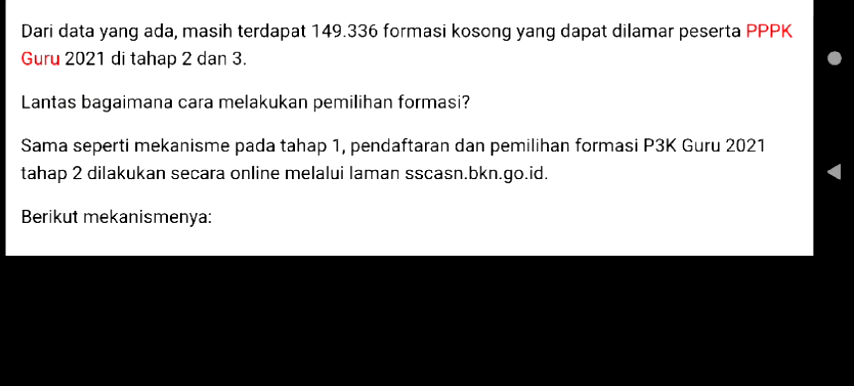 Dari data yang ada, masih terdapat 149.336 formasi kosong yang dapat dilamar peserta PPPK
Guru 2021 di tahap 2 dan 3.
Lantas bagaimana cara melakukan pemilihan formasi?
Sama seperti mekanisme pada tahap 1, pendaftaran dan pemilihan formasi P3K Guru 2021
tahap 2 dilakukan secara online melalui laman sscasn.bkn.go.id.
Berikut mekanismenya: